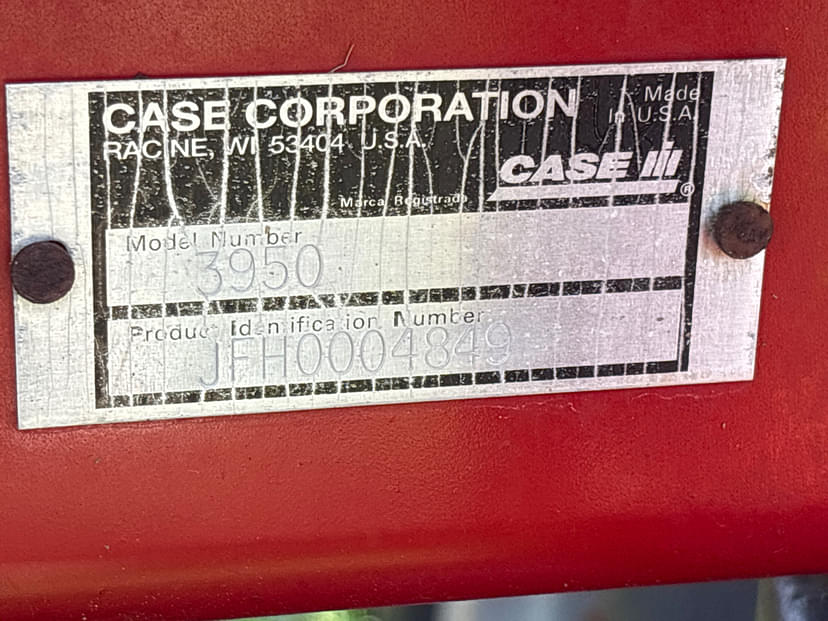 CASE CORPORATION
RACINE, WI 53404 U.S.A.
Made
In U.S.A.
CASE IH
®
Marca Registrada
Model Number
3950
Product Identification Number
JFH0004849